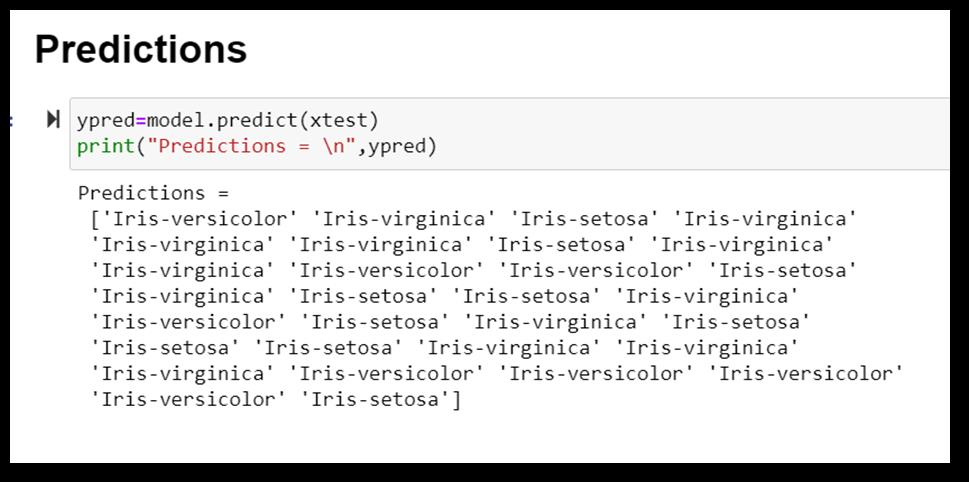 Predictions
ypred=model.predict(xtest)
print("Predictions = \n",ypred)
Predictions =
['Iris-versicolor' 'Iris-virginica' 'Iris-setosa' 'Iris-virginica'
'Iris-virginica' 'Iris-virginica' 'Iris-setosa' 'Iris-virginica'
'Iris-virginica' 'Iris-versicolor' 'Iris-versicolor' 'Iris-setosa'
'Iris-virginica' 'Iris-setosa' 'Iris-setosa' 'Iris-virginica'
'Iris-versicolor' 'Iris-setosa' 'Iris-virginica' 'Iris-setosa'
'Iris-setosa' 'Iris-setosa' 'Iris-virginica' 'Iris-virginica'
'Iris-virginica' 'Iris-versicolor' 'Iris-versicolor' 'Iris-versicolor'
'Iris-versicolor' 'Iris-setosa']